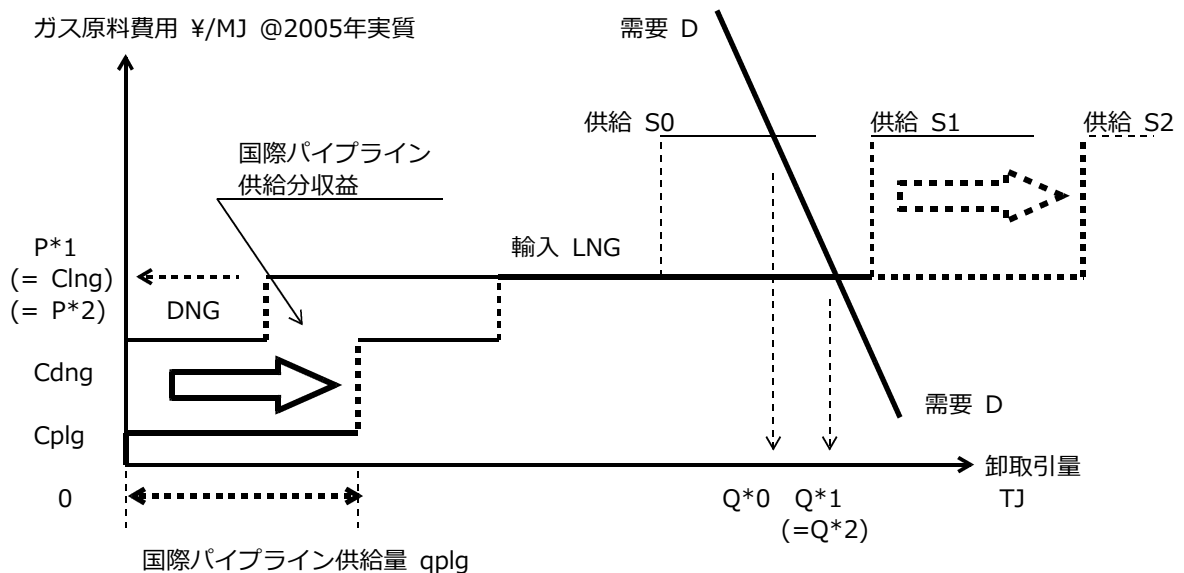 ガス原料費用 ¥/MJ @2005年実質
需要 D
供給 S0
供給 S1
供給 S2
国際パイプライン
供給分収益
輸入 LNG
P*1
(= Clng)
(= P*2)
DNG
Cdng
Cplg
需要 D
卸取引量
TJ
0
Q*0
Q*1
(=Q*2)
国際パイプライン供給量 qplg